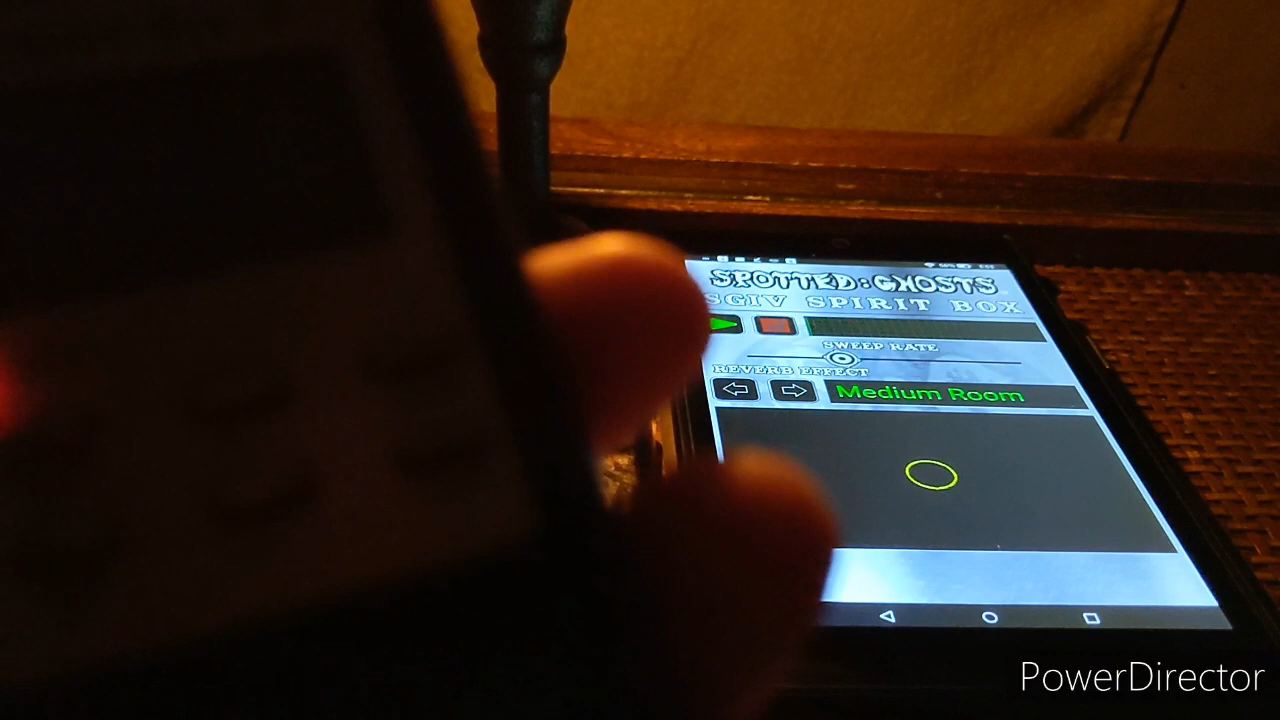 SPOTTED:GHOSTS
SGIV SPIRIT BOX
SWEEP RATE
REVERB EFFECT
Medium Room
PowerDirector